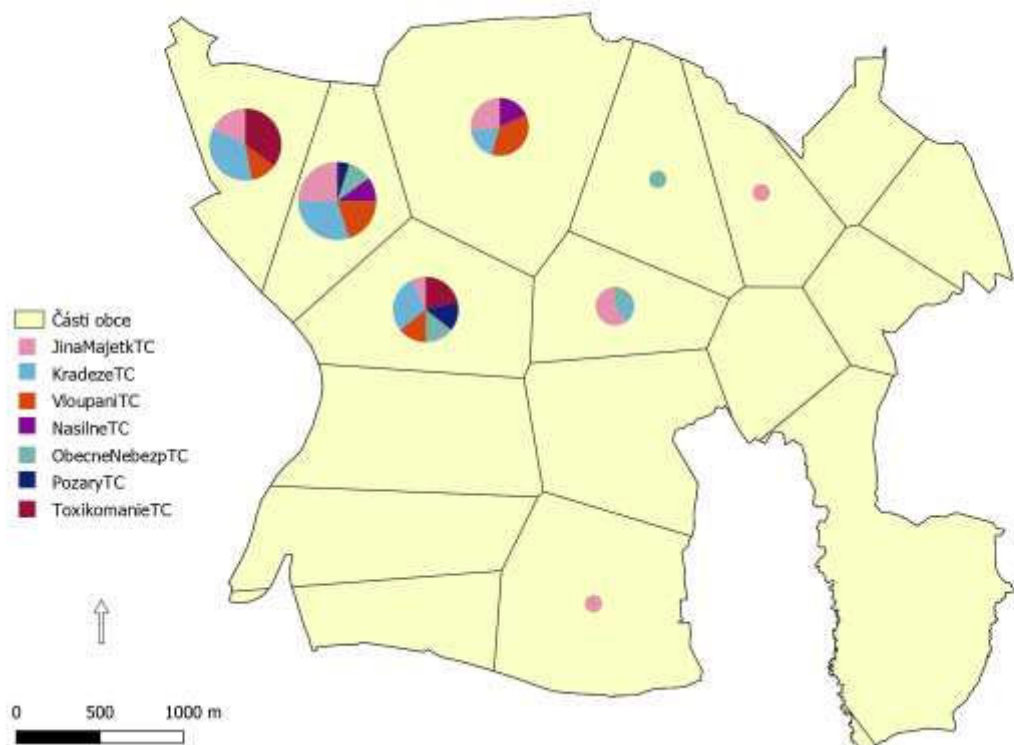 Části obce
JinaMajetkTC
KradezeTC
VloupaniTC
NasilneTC
ObecneNebezpTC
PozaryTC
ToxikomanieTC
0 500 1000 m